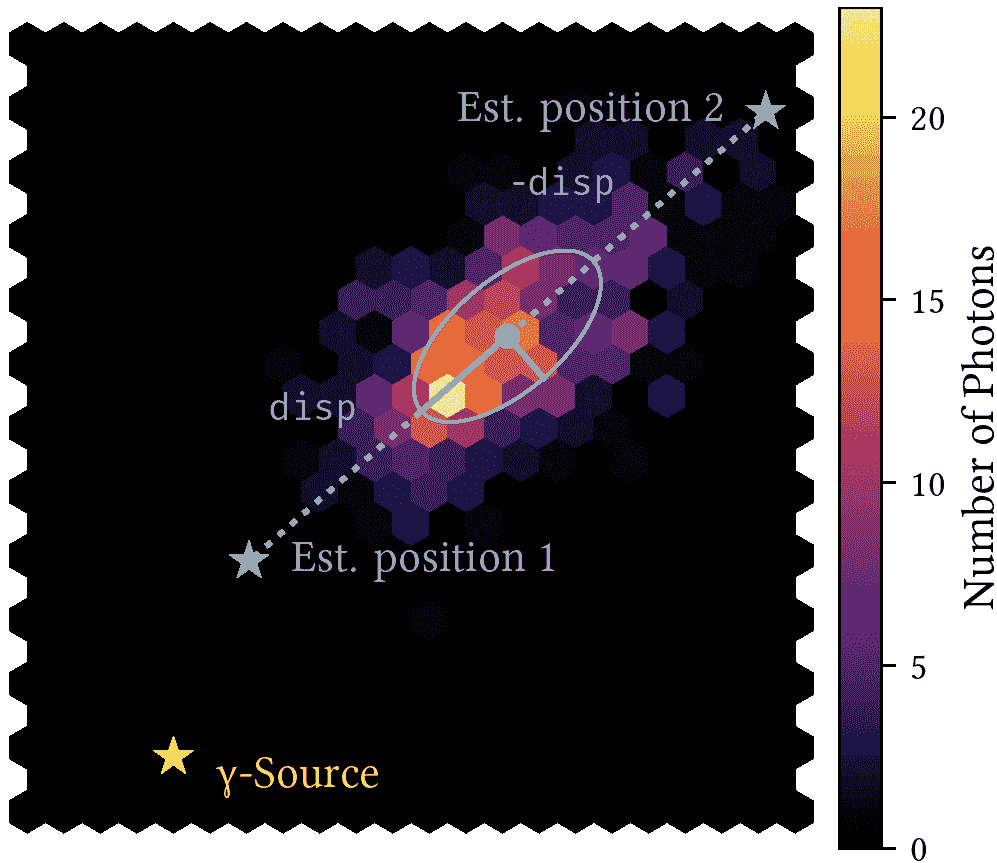 Est. position 2
-disp
disp
Est. position 1
γ-Source
20
15
10
5
0
Number of Photons